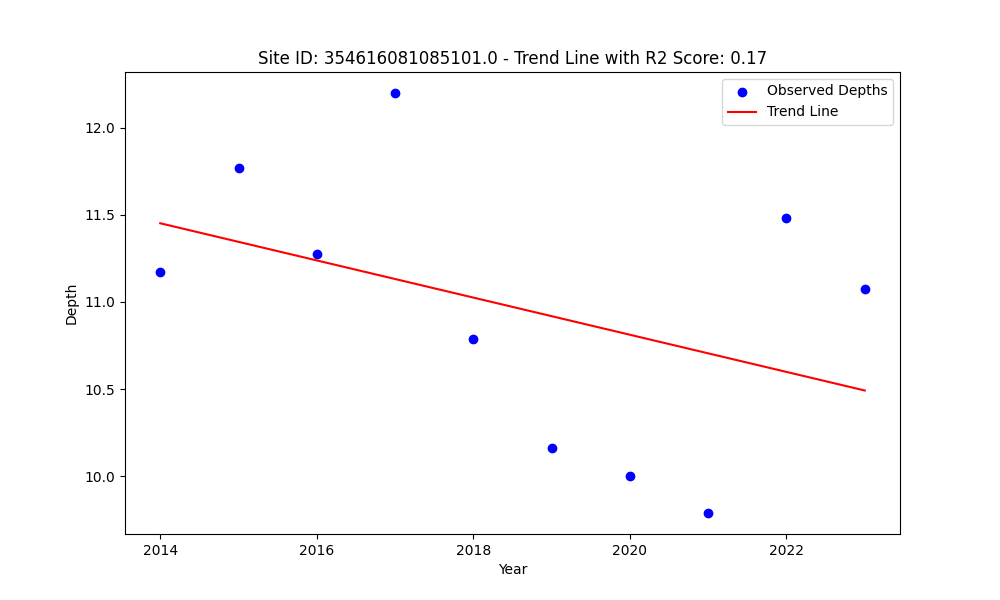 Site ID: 354616081085101.0 - Trend Line with R2 Score: 0.17
Observed Depths
Trend Line
12.0
11.5
11.0
10.5
10.0
Depth
2014
2016
2018
2020
2022
Year